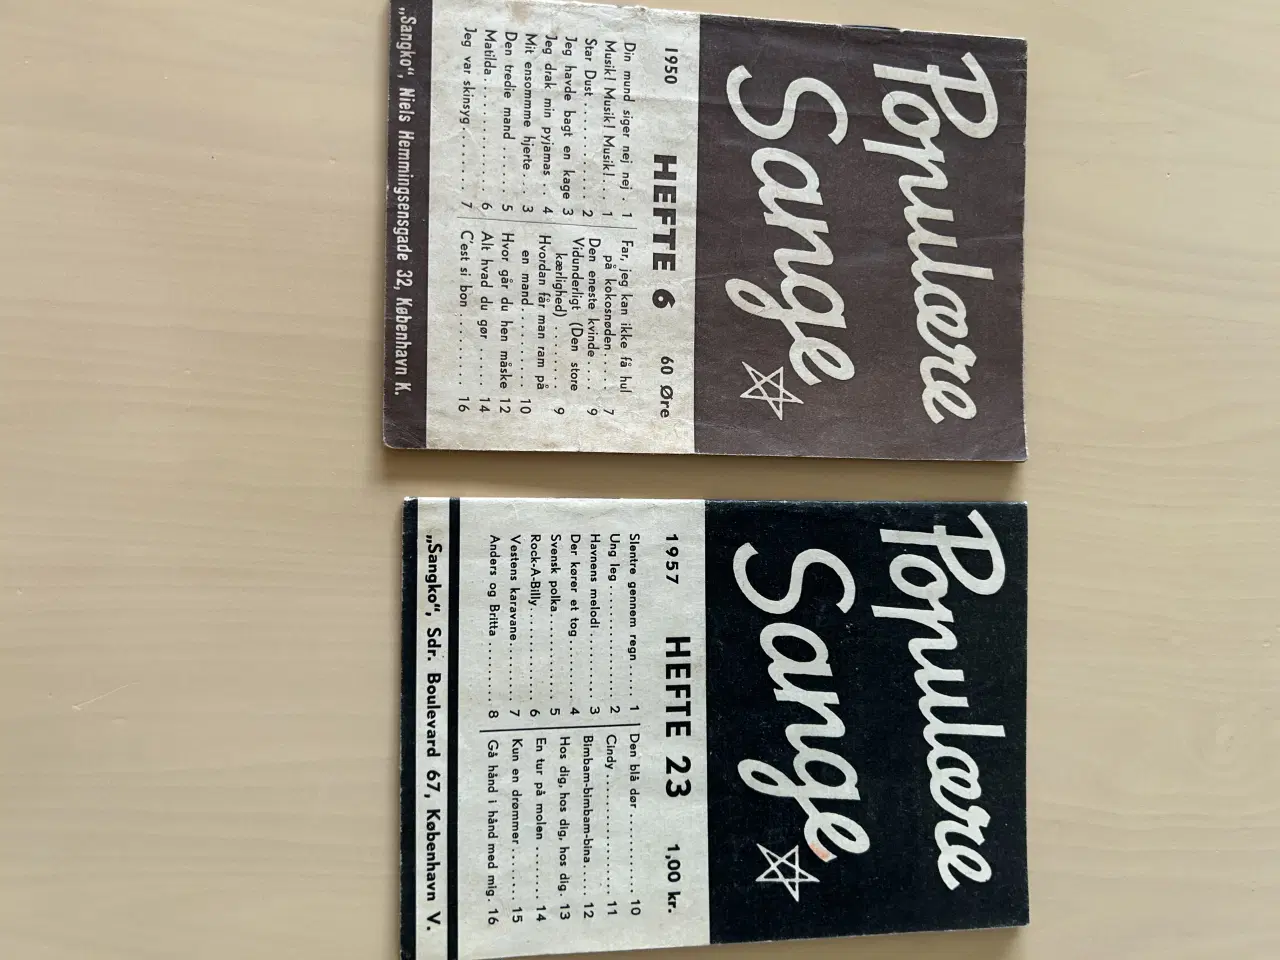 Populære
Sange
1950 HEFTE 6 60 Øre
Din mund siger nej nej . 1
Musik! Musik! Musik! . . 1
Star Dust . . . . . . . . . . . . 2
Jeg havde bagt en kage 3
Jeg drak min pyjamas . . 4
Mit ensomme hjerte . . . 3
Den tredie mand . . . . . . 5
Matilda . . . . . . . . . . . . . . 6
Jeg var skinsyg . . . . . . . . 7
Far, jeg kan ikke få hul
på kokosnøden . . . . . 7
Den eneste kvinde . . . . . 9
Vidunderligt (Den store
kærlighed) . . . . . . . . 9
Hvordan får man ram på
en mand . . . . . . . . . . 10
Hvor går du hen måske 12
Alt hvad du gør . . . . . . 14
C'est si bon . . . . . . . . . . 16
„Sangko“, Niels Hemmingsensgade 32, København K.
Populære
Sange
1957 HEFTE 23 1,00 kr.
Slentre gennem regn . . . . . 1
Ung leg . . . . . . . . . . . . . . 2
Havnens melodi . . . . . . . . 3
Der kører et tog . . . . . . . . 4
Svensk polka . . . . . . . . . . 5
Rock-A-Billy . . . . . . . . . . . 6
Vestens karavane . . . . . . . 7
Anders og Britta . . . . . . . . 8
Den blå dør . . . . . . . . . . . 10
Cindy . . . . . . . . . . . . . . . 11
Bimbam-bimbam-bina . . . . . 12
Hos dig, hos dig, hos dig . 13
En tur på molen . . . . . . . . 14
Kun en drømmer . . . . . . . 15
Gå hånd i hånd med mig . 16
„Sangko“, Sdr. Boulevard 67, København V.